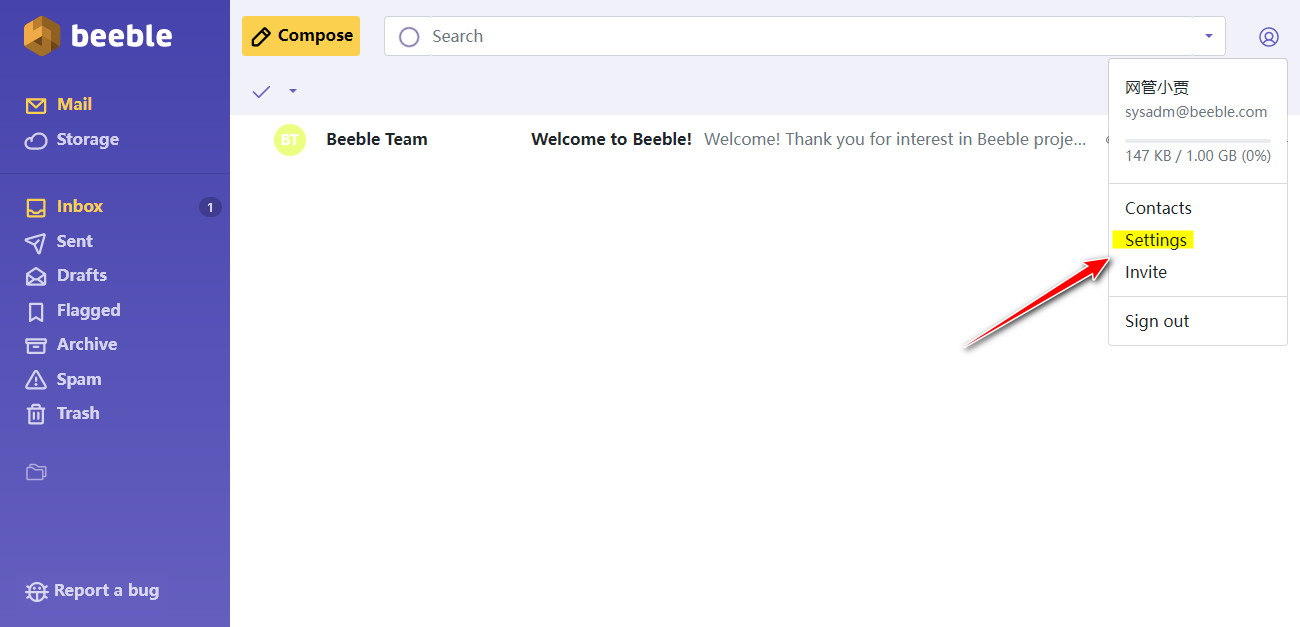 beeble
Compose
Search
网管小贾
sysadm@beeble.com
147 KB / 1.00 GB (0%)
Contacts
Settings
Invite
Sign out
Mail
Storage
Inbox 1
Sent
Drafts
Flagged
Archive
Spam
Trash
Report a bug
BT Beeble Team Welcome to Beeble! Welcome! Thank you for interest in Beeble proje...